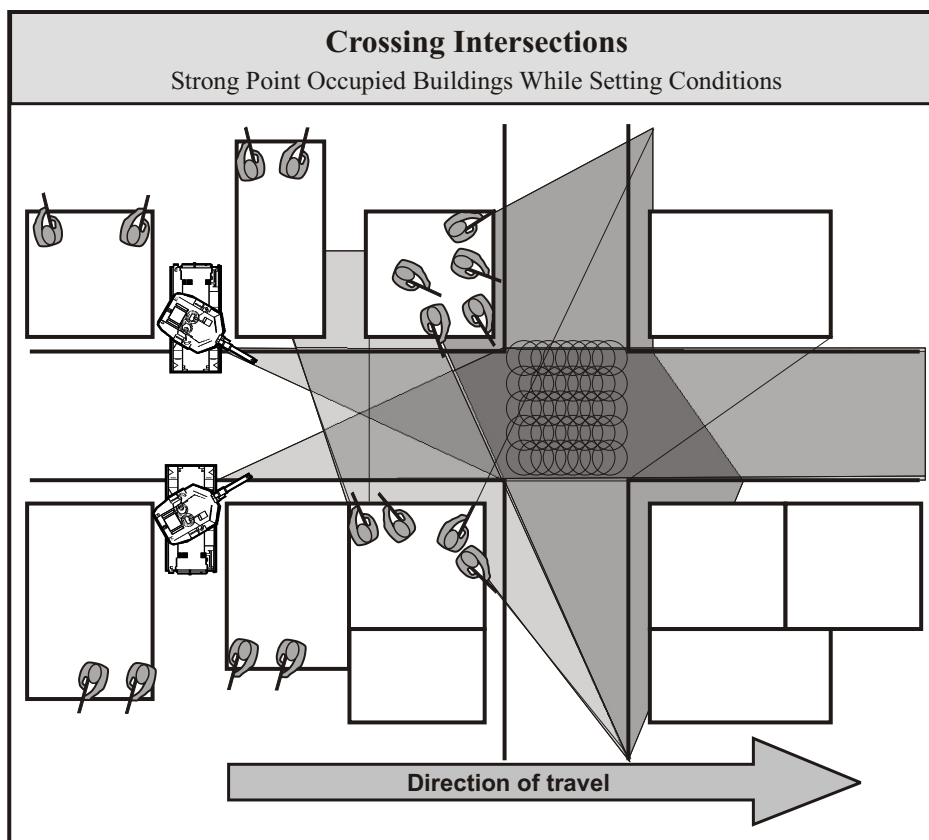 Crossing Intersections
Strong Point Occupied Buildings While Setting Conditions
Direction of travel